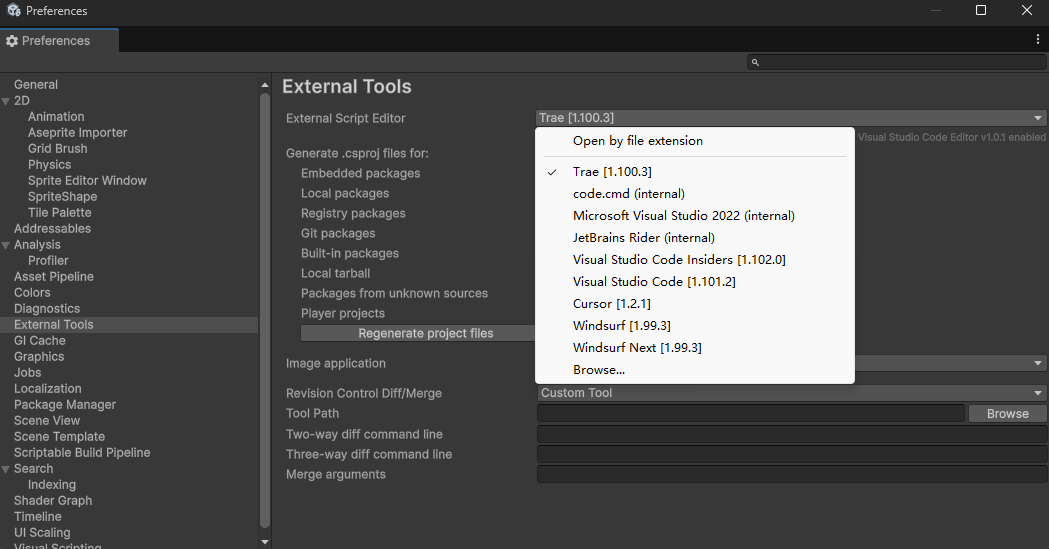 Preferences
Preferences
General
2D
Animation
Aseprite Importer
Grid Brush
Physics
Sprite Editor Window
SpriteShape
Tile Palette
Addressables
Analysis
Profiler
Asset Pipeline
Colors
Diagnostics
External Tools
GI Cache
Graphics
Jobs
Localization
Package Manager
Scene View
Scene Template
Scriptable Build Pipeline
Search
Indexing
Shader Graph
Timeline
UI Scaling
Visual Scripting
External Tools
External Script Editor
Trae [1.100.3]
Visual Studio Code Editor v1.0.1 enabled
Open by file extension
Trae [1.100.3]
code.cmd (internal)
Microsoft Visual Studio 2022 (internal)
JetBrains Rider (internal)
Visual Studio Code Insiders [1.102.0]
Visual Studio Code [1.101.2]
Cursor [1.2.1]
Windsurf [1.99.3]
Windsurf Next [1.99.3]
Browse...
Generate .csproj files for:
Embedded packages
Local packages
Registry packages
Git packages
Built-in packages
Local tarball
Packages from unknown sources
Player projects
Regenerate project files
Image application
Revision Control Diff/Merge
Custom Tool
Tool Path
Browse
Two-way diff command line
Three-way diff command line
Merge arguments